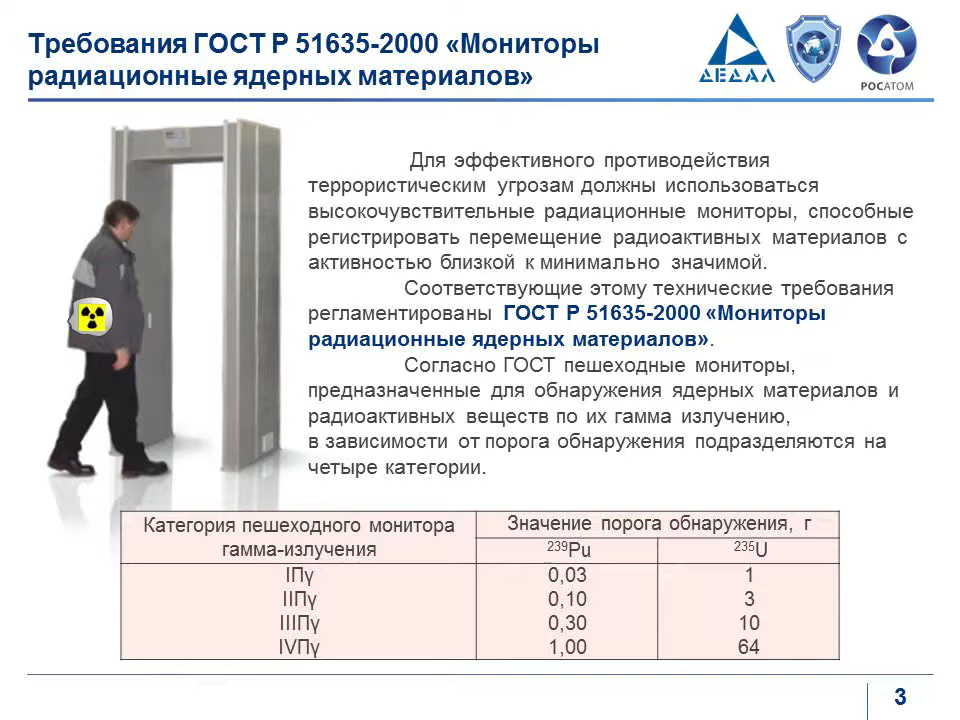 Требования ГОСТ Р 51635-2000 «Мониторы
радиационные ядерных материалов»
ДЕДАЛ
РОСАТОМ
Для эффективного противодействия
террористическим угрозам должны использоваться
высокочувствительные радиационные мониторы, способные
регистрировать перемещение радиоактивных материалов с
активностью близкой к минимально значимой.
Соответствующие этому технические требования
регламентированы ГОСТ Р 51635-2000 «Мониторы
радиационные ядерных материалов».
Согласно ГОСТ пешеходные мониторы,
предназначенные для обнаружения ядерных материалов и
радиоактивных веществ по их гамма излучению,
в зависимости от порога обнаружения подразделяются на
четыре категории.
Категория пешеходного монитора
гамма-излучения
Значение порога обнаружения, г
239Pu 235U
IПγ 0,03 1
IIПγ 0,10 3
IIIПγ 0,30 10
IVПγ 1,00 64
3